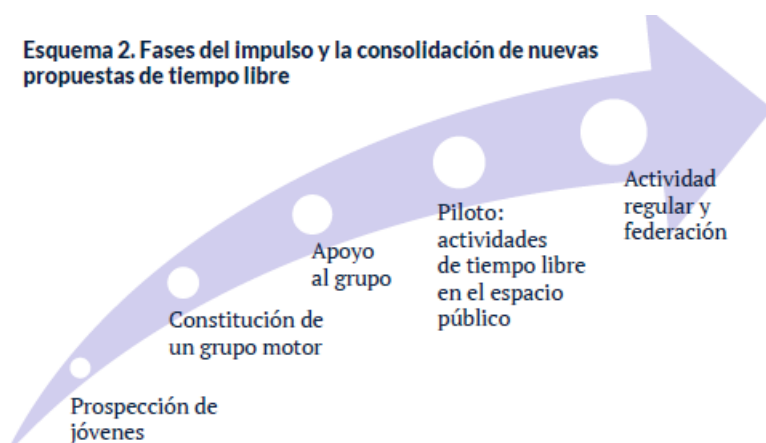 Esquema 2. Fases del impulso y la consolidación de nuevas
propuestas de tiempo libre
Prospección de
jóvenes
Constitución de
un grupo motor
Apoyo
al grupo
Piloto:
actividades
de tiempo libre
en el espacio
público
Actividad
regular y
federación